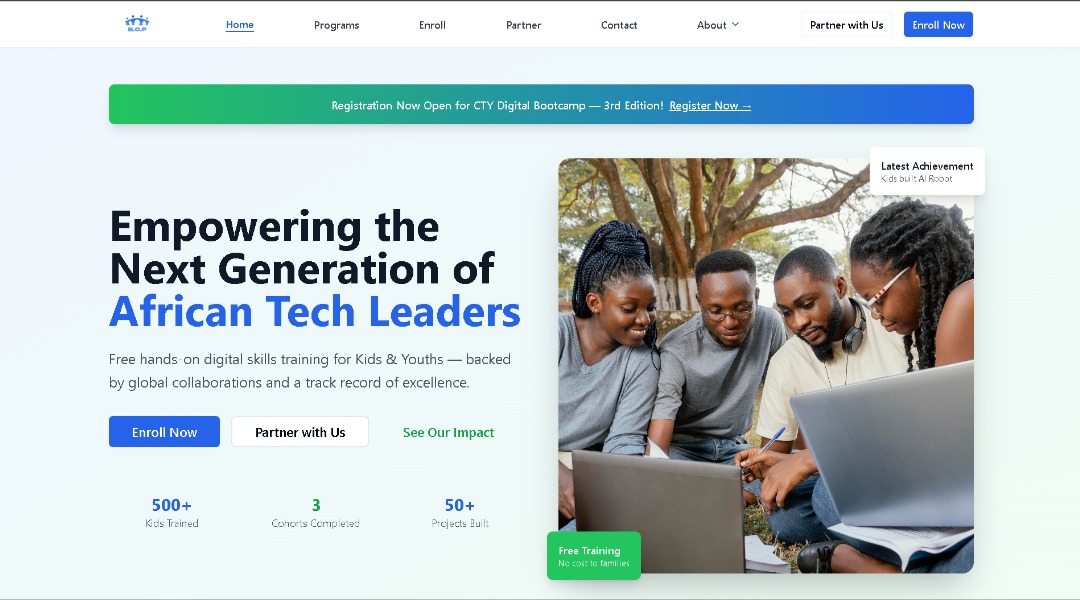 B.O.F
Home
Programs
Enroll
Partner
Contact
About
Partner with Us
Enroll Now
Registration Now Open for CTY Digital Bootcamp — 3rd Edition! Register Now →
Latest Achievement
Kids built AI Robot
Empowering the
Next Generation of
African Tech Leaders
Free hands-on digital skills training for Kids & Youths — backed
by global collaborations and a track record of excellence.
Enroll Now
Partner with Us
See Our Impact
500+
Kids Trained
3
Cohorts Completed
50+
Projects Built
Free Training
No cost to families